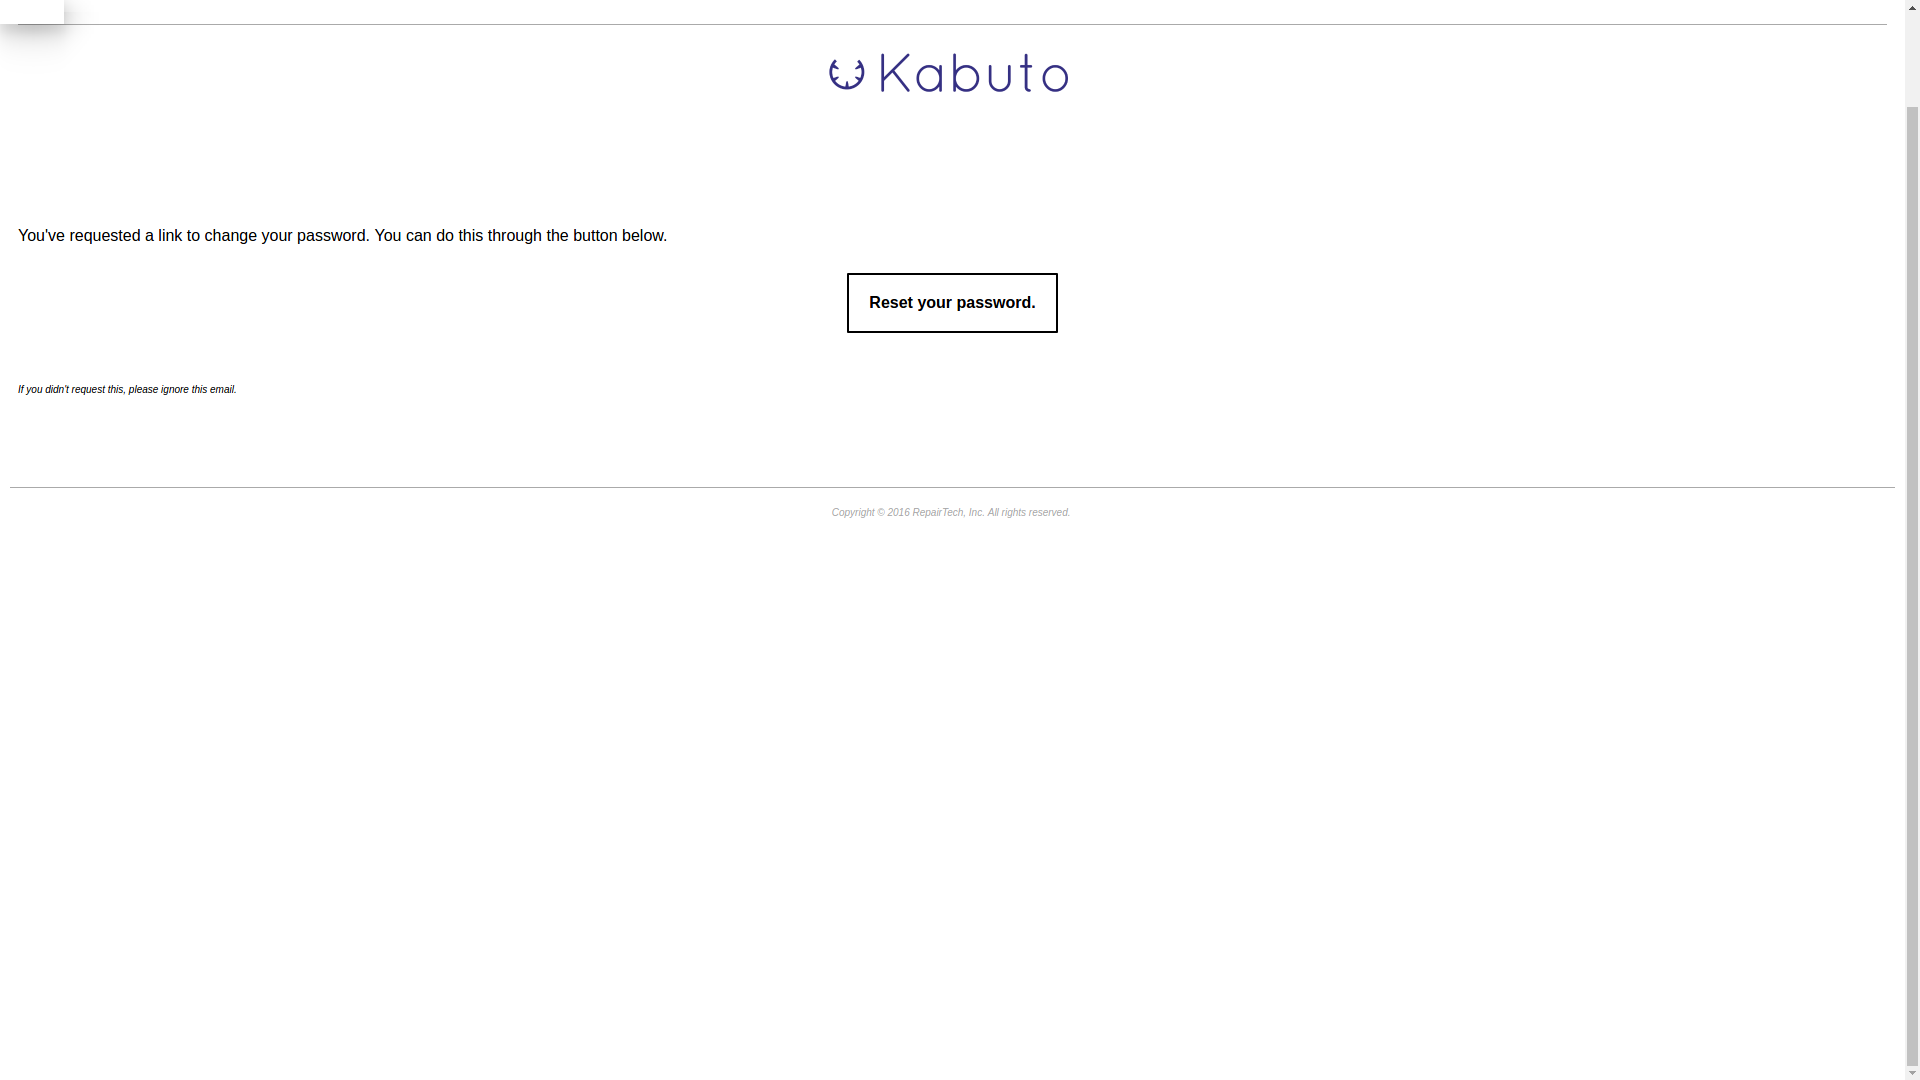 Kabuto
You've requested a link to change your password. You can do this through the button below.
Reset your password.
If you didn't request this, please ignore this email.
Copyright © 2016 RepairTech, Inc. All rights reserved.